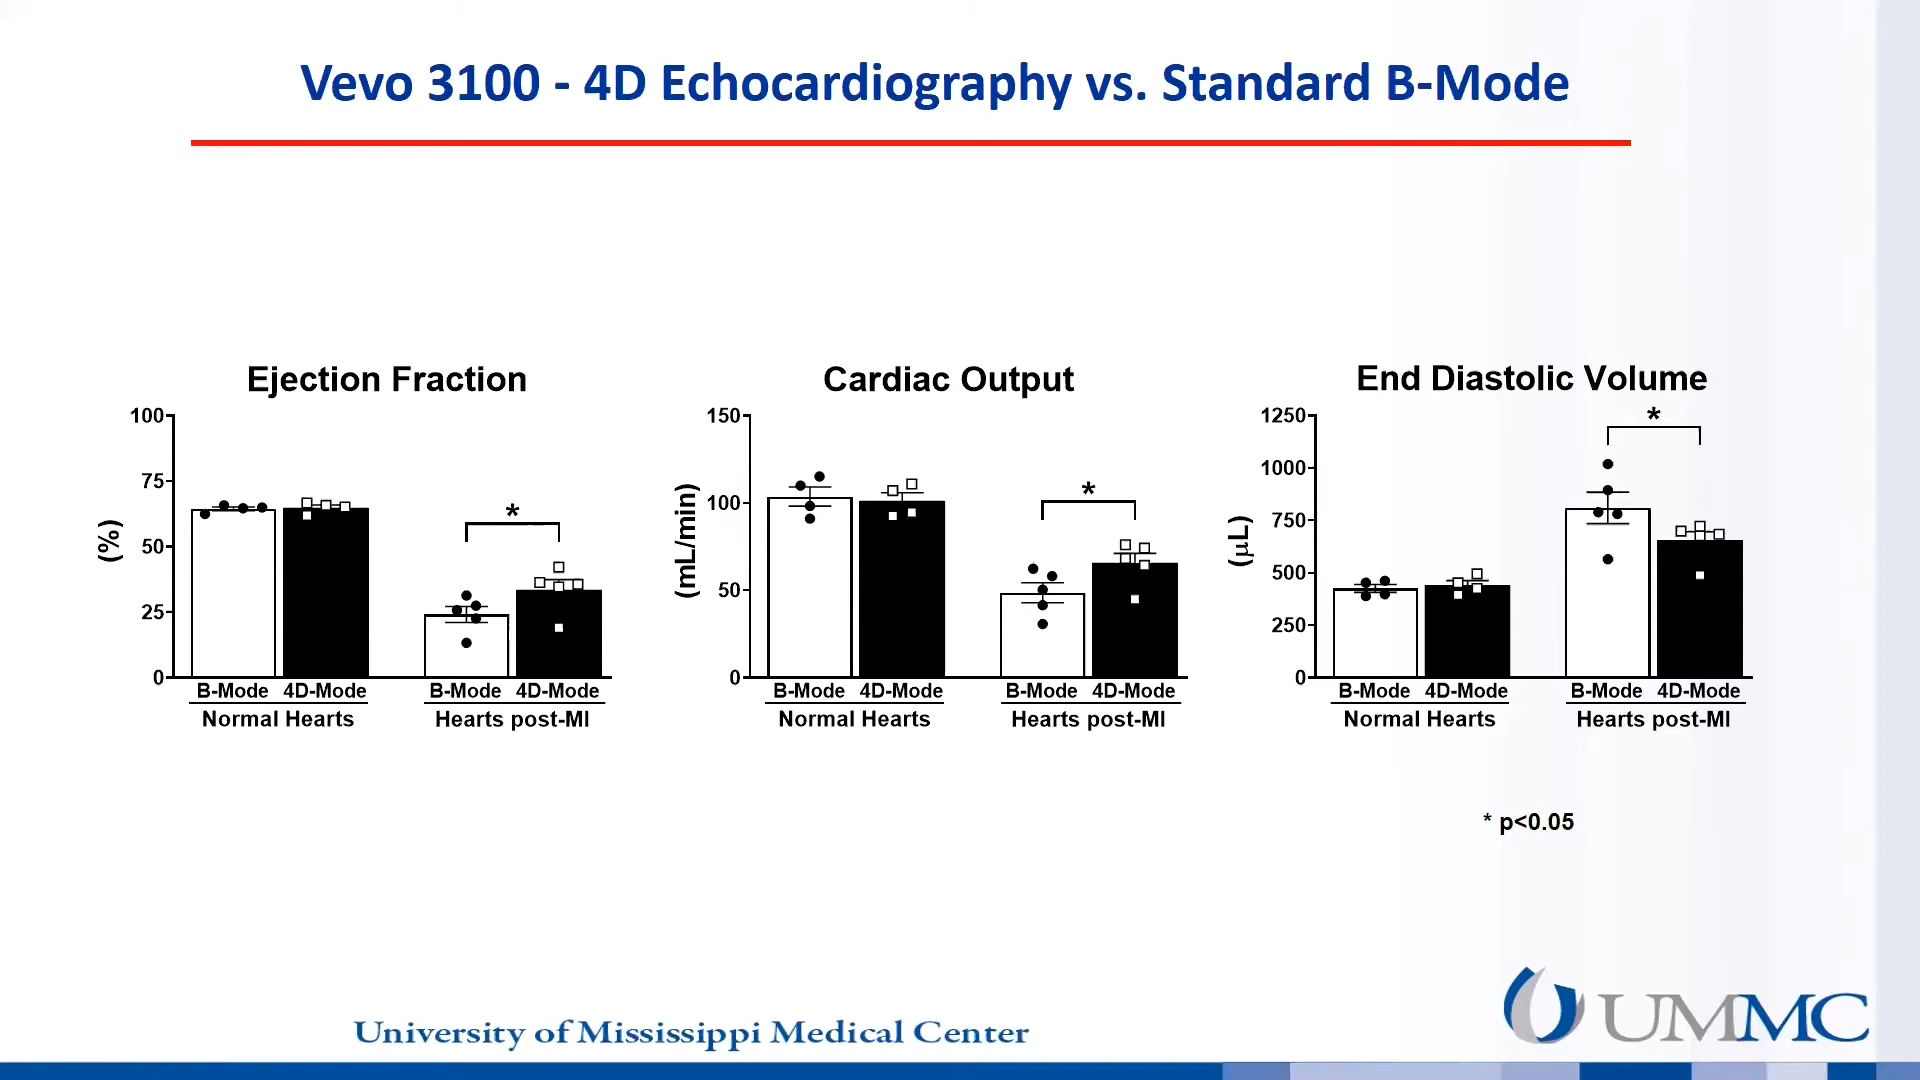 Vevo 3100 - 4D Echocardiography vs. Standard B-Mode
Ejection Fraction
100
75
50
25
0
(%)
*
B-Mode 4D-Mode B-Mode 4D-Mode
Normal Hearts Hearts post-MI
Cardiac Output
150
100
50
0
(mL/min)
*
B-Mode 4D-Mode B-Mode 4D-Mode
Normal Hearts Hearts post-MI
End Diastolic Volume
1250
1000
750
500
250
0
(μL)
*
B-Mode 4D-Mode B-Mode 4D-Mode
Normal Hearts Hearts post-MI
* p<0.05
University of Mississippi Medical Center
UMMC